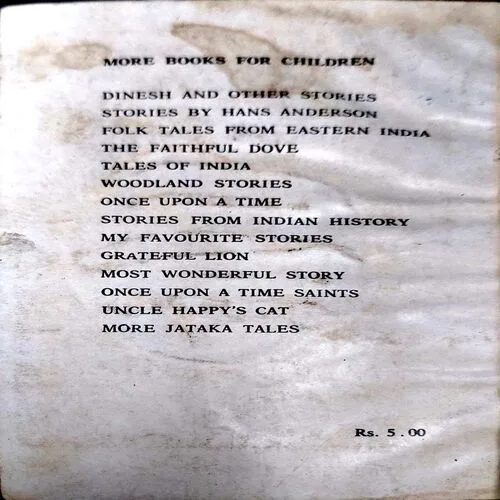 MORE BOOKS FOR CHILDREN
DINESH AND OTHER STORIES
STORIES BY HANS ANDERSON
FOLK TALES FROM EASTERN INDIA
THE FAITHFUL DOVE
TALES OF INDIA
WOODLAND STORIES
ONCE UPON A TIME
STORIES FROM INDIAN HISTORY
MY FAVOURITE STORIES
GRATEFUL LION
MOST WONDERFUL STORY
ONCE UPON A TIME SAINTS
UNCLE HAPPY'S CAT
MORE JATAKA TALES
Rs. 5.00